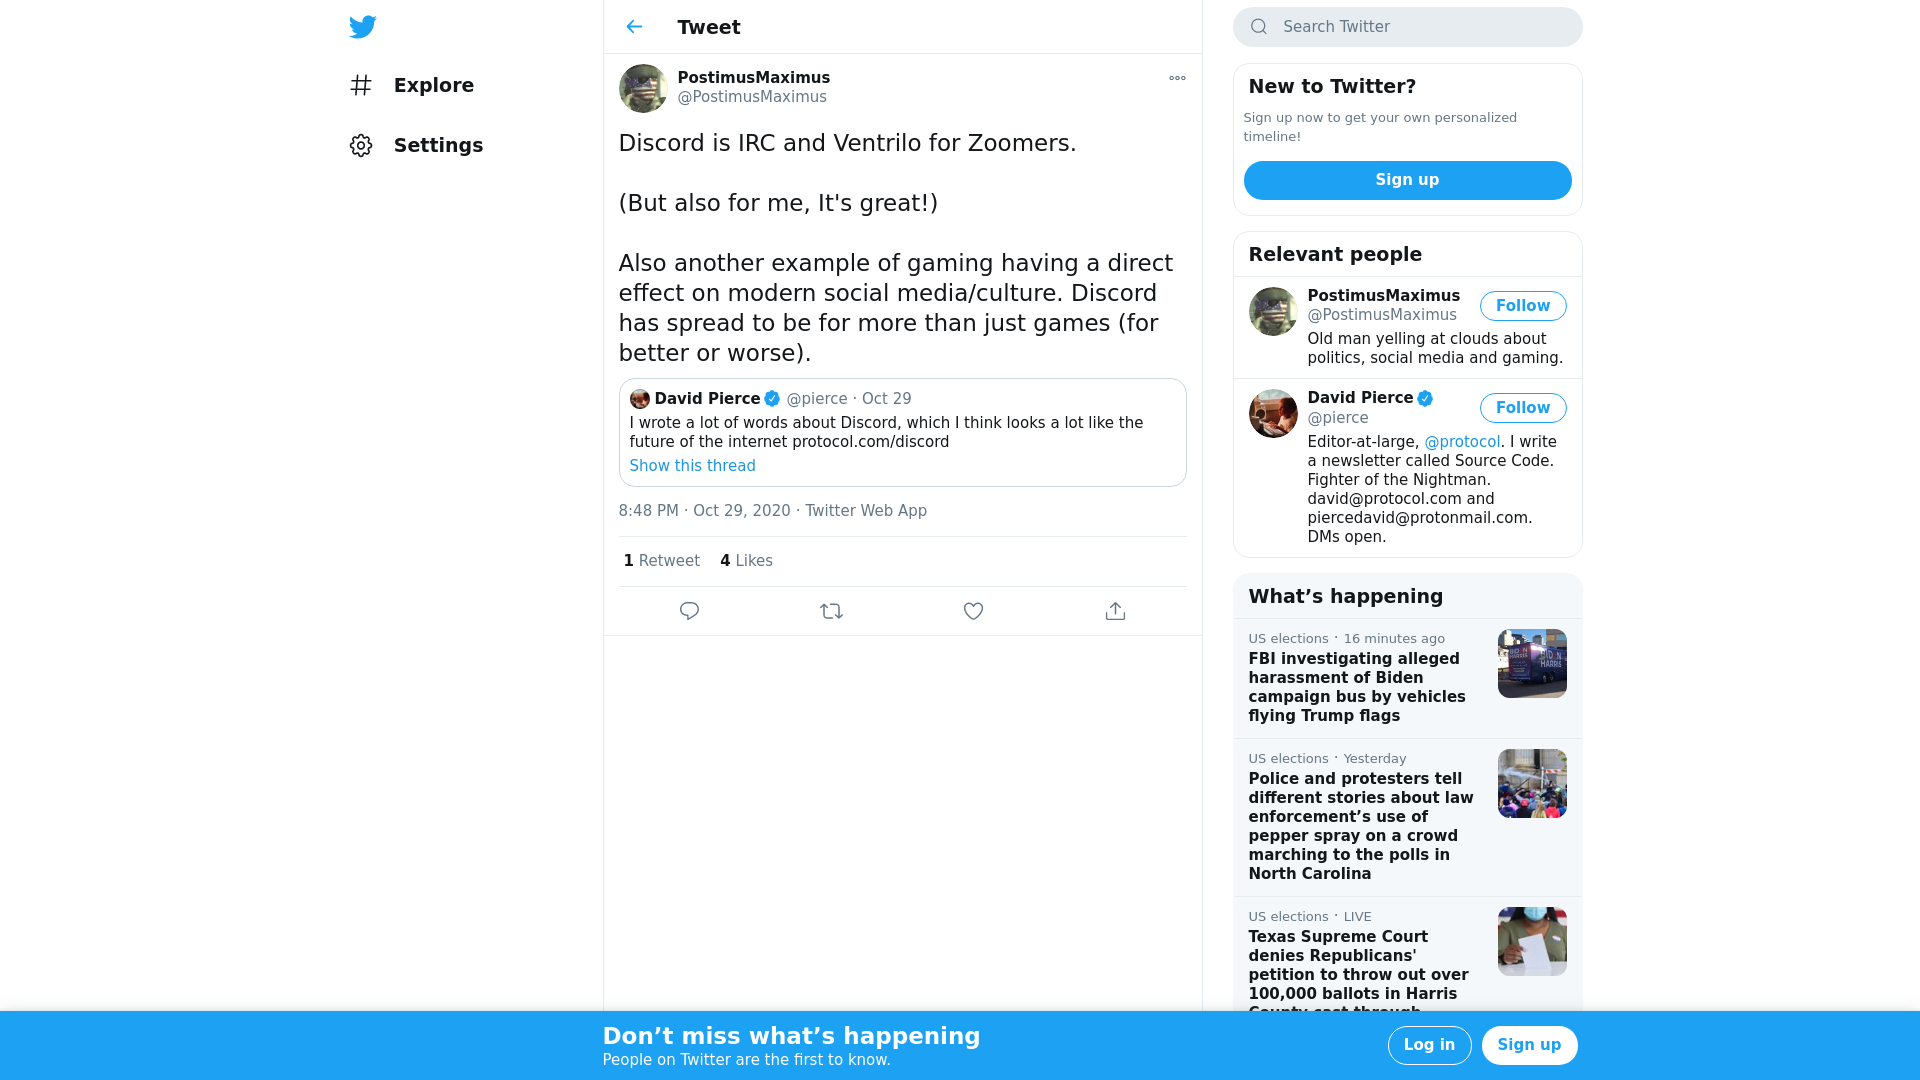 Explore
Settings
Tweet
PostimusMaximus
@PostimusMaximus
Discord is IRC and Ventrilo for Zoomers.
(But also for me, It's great!)
Also another example of gaming having a direct
effect on modern social media/culture. Discord
has spread to be for more than just games (for
better or worse).
David Pierce @pierce · Oct 29
I wrote a lot of words about Discord, which I think looks a lot like the
future of the internet protocol.com/discord
Show this thread
8:48 PM · Oct 29, 2020 · Twitter Web App
1 Retweet 4 Likes
Search Twitter
New to Twitter?
Sign up now to get your own personalized
timeline!
Sign up
Relevant people
PostimusMaximus
@PostimusMaximus
Follow
Old man yelling at clouds about
politics, social media and gaming.
David Pierce
@pierce
Follow
Editor-at-large, @protocol. I write
a newsletter called Source Code.
Fighter of the Nightman.
david@protocol.com and
piercedavid@protonmail.com.
DMs open.
What’s happening
US elections · 16 minutes ago
FBI investigating alleged
harassment of Biden
campaign bus by vehicles
flying Trump flags
BIDEN
HARRIS
US elections · Yesterday
Police and protesters tell
different stories about law
enforcement’s use of
pepper spray on a crowd
marching to the polls in
North Carolina
US elections · LIVE
Texas Supreme Court
denies Republicans'
petition to throw out over
100,000 ballots in Harris
County cast through
Don’t miss what’s happening
People on Twitter are the first to know.
Log in
Sign up